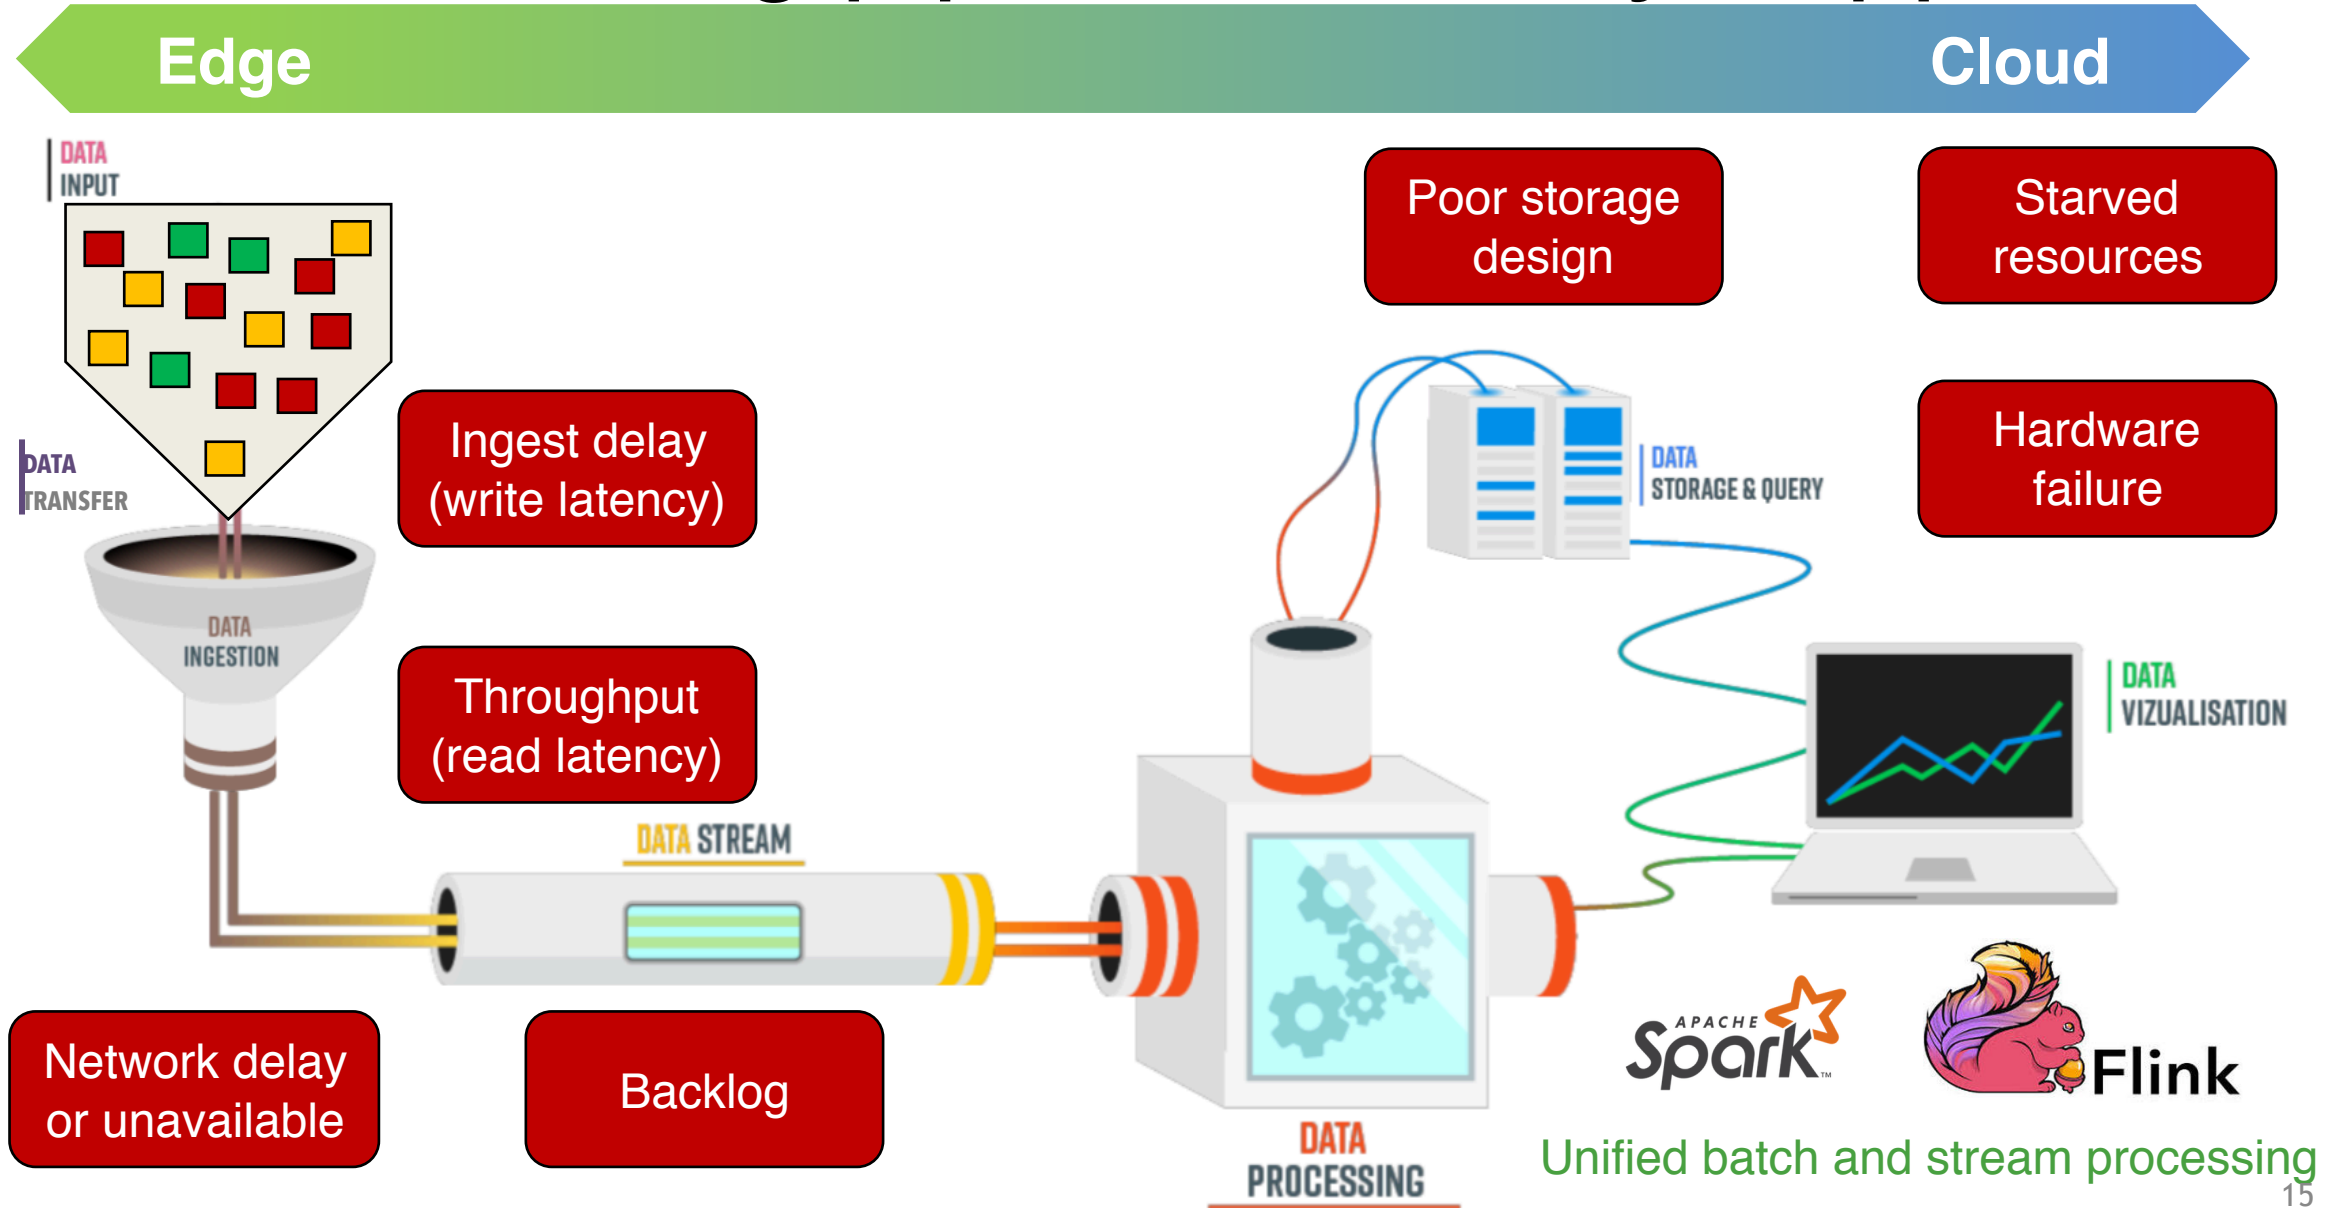 Edge
Cloud
DATA
INPUT
Poor storage
design
Starved
resources
Ingest delay
(write latency)
DATA
TRANSFER
DATA
STORAGE & QUERY
Hardware
failure
DATA
INGESTION
Throughput
(read latency)
DATA
VIZUALISATION
DATA STREAM
Network delay
or unavailable
Backlog
APACHE
Spark™
Flink
DATA
PROCESSING
Unified batch and stream processing
15